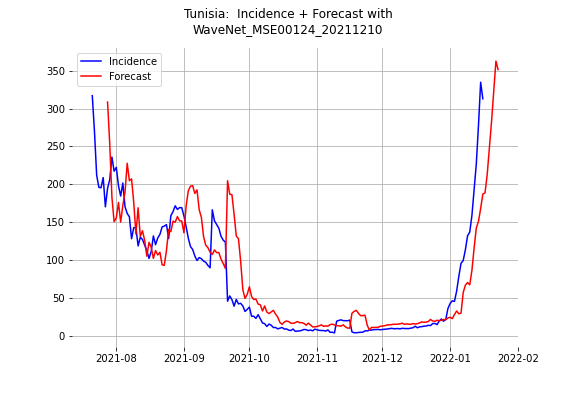 Tunisia:  Incidence + Forecast with
WaveNet_MSE00124_20211210
Incidence
Forecast
350
300
250
200
150
100
50
0
2021-08 2021-09 2021-10 2021-11 2021-12 2022-01 2022-02